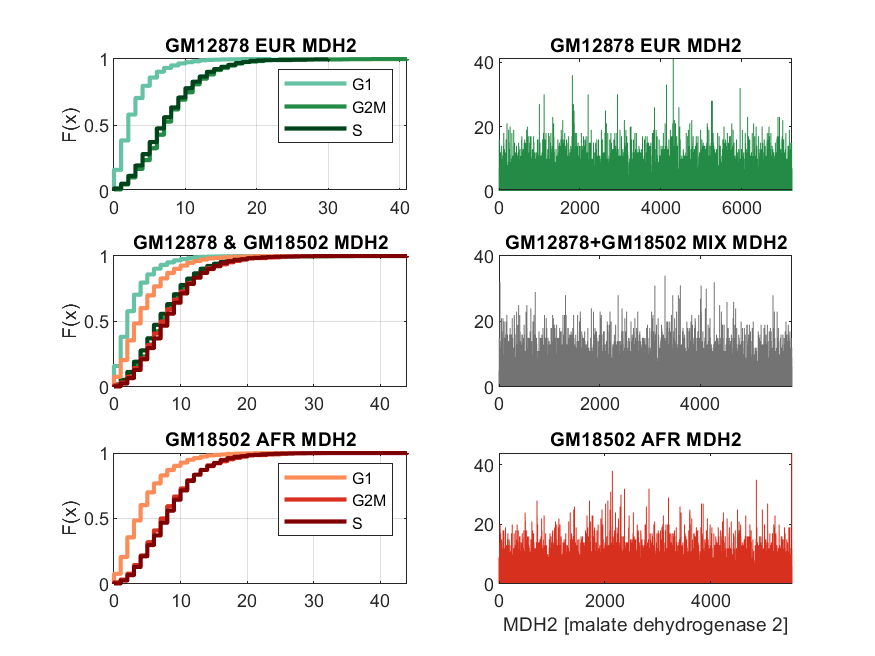 GM12878 EUR MDH2
1
0.5
0
F(x)
0 10 20 30 40
G1
G2M
S
GM12878 EUR MDH2
40
20
0
0 2000 4000 6000
GM12878 & GM18502 MDH2
1
0.5
0
F(x)
0 10 20 30 40
GM12878+GM18502 MIX MDH2
40
20
0
0 2000 4000
GM18502 AFR MDH2
1
0.5
0
F(x)
0 10 20 30 40
G1
G2M
S
GM18502 AFR MDH2
40
20
0
0 2000 4000
MDH2 [malate dehydrogenase 2]